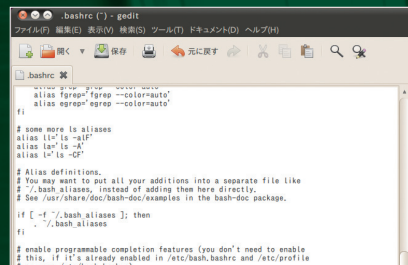 .bashrc (~) - gedit
ファイル(F) 編集(E) 表示(V) 検索(S) ツール(T) ドキュメント(D) ヘルプ(H)
開く 保存 元に戻す
.bashrc
alias grep='grep --color=auto'
alias fgrep='fgrep --color=auto'
alias egrep='egrep --color=auto'
fi
# some more ls aliases
alias ll='ls -alF'
alias la='ls -A'
alias l='ls -CF'
# Alias definitions.
# You may want to put all your additions into a separate file like
# ~/.bash_aliases, instead of adding them here directly.
# See /usr/share/doc/bash-doc/examples in the bash-doc package.
if [ -f ~/.bash_aliases ]; then
. ~/.bash_aliases
fi
# enable programmable completion features (you don't need to enable
# this, if it's already enabled in /etc/bash.bashrc and /etc/profile